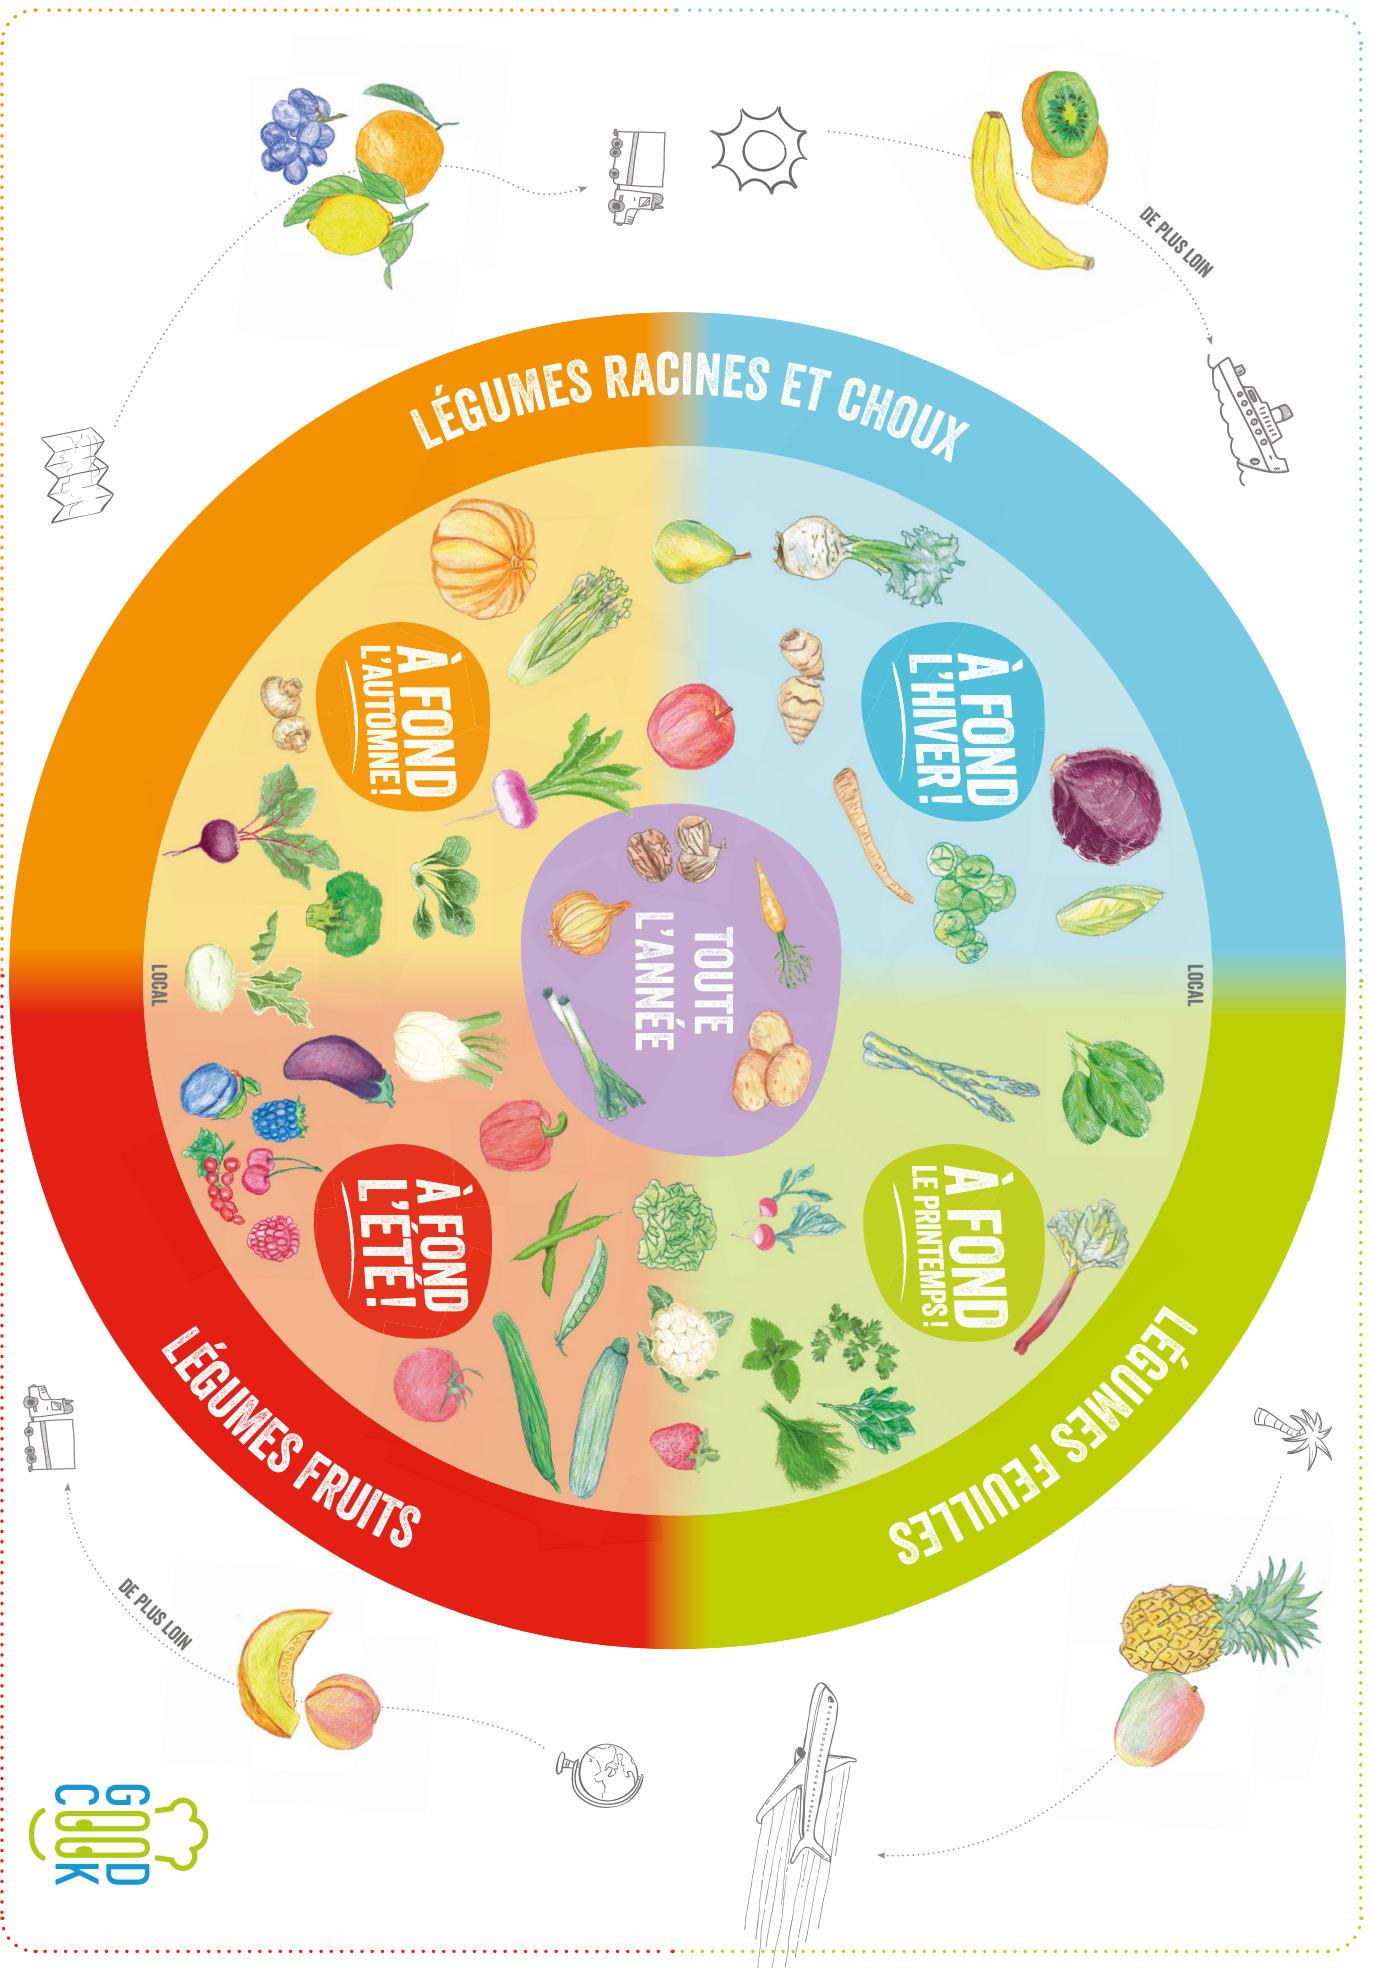 DE PLUS LOIN
LÉGUMES RACINES ET CHOUX
À FOND
L'AUTOMNE!
À FOND
L'HIVER!
TOUTE
L'ANNÉE
LOCAL
LOCAL
À FOND
L'ÉTÉ!
À FOND
LE PRINTEMPS!
LÉGUMES FRUITS
LÉGUMES FEUILLES
DE PLUS LOIN
GOOD
COOK